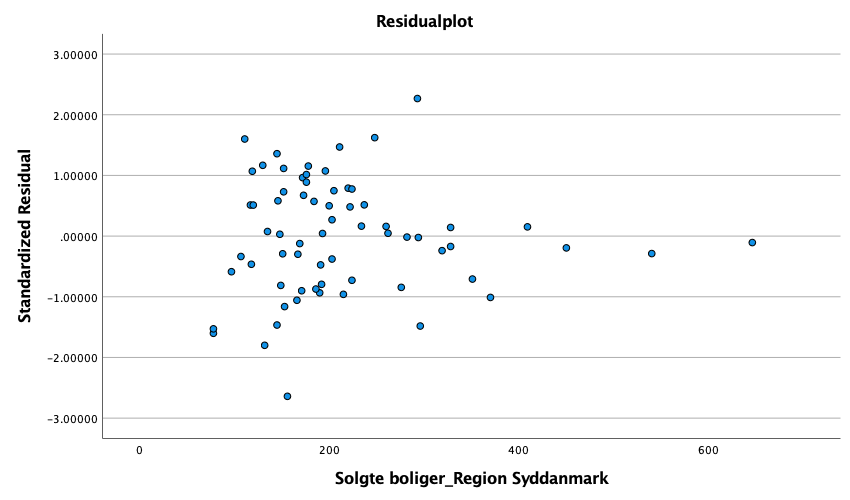 Residualplot
3.00000
2.00000
1.00000
.00000
-1.00000
-2.00000
-3.00000
Standardized Residual
0 200 400 600
Solgte boliger_Region Syddanmark